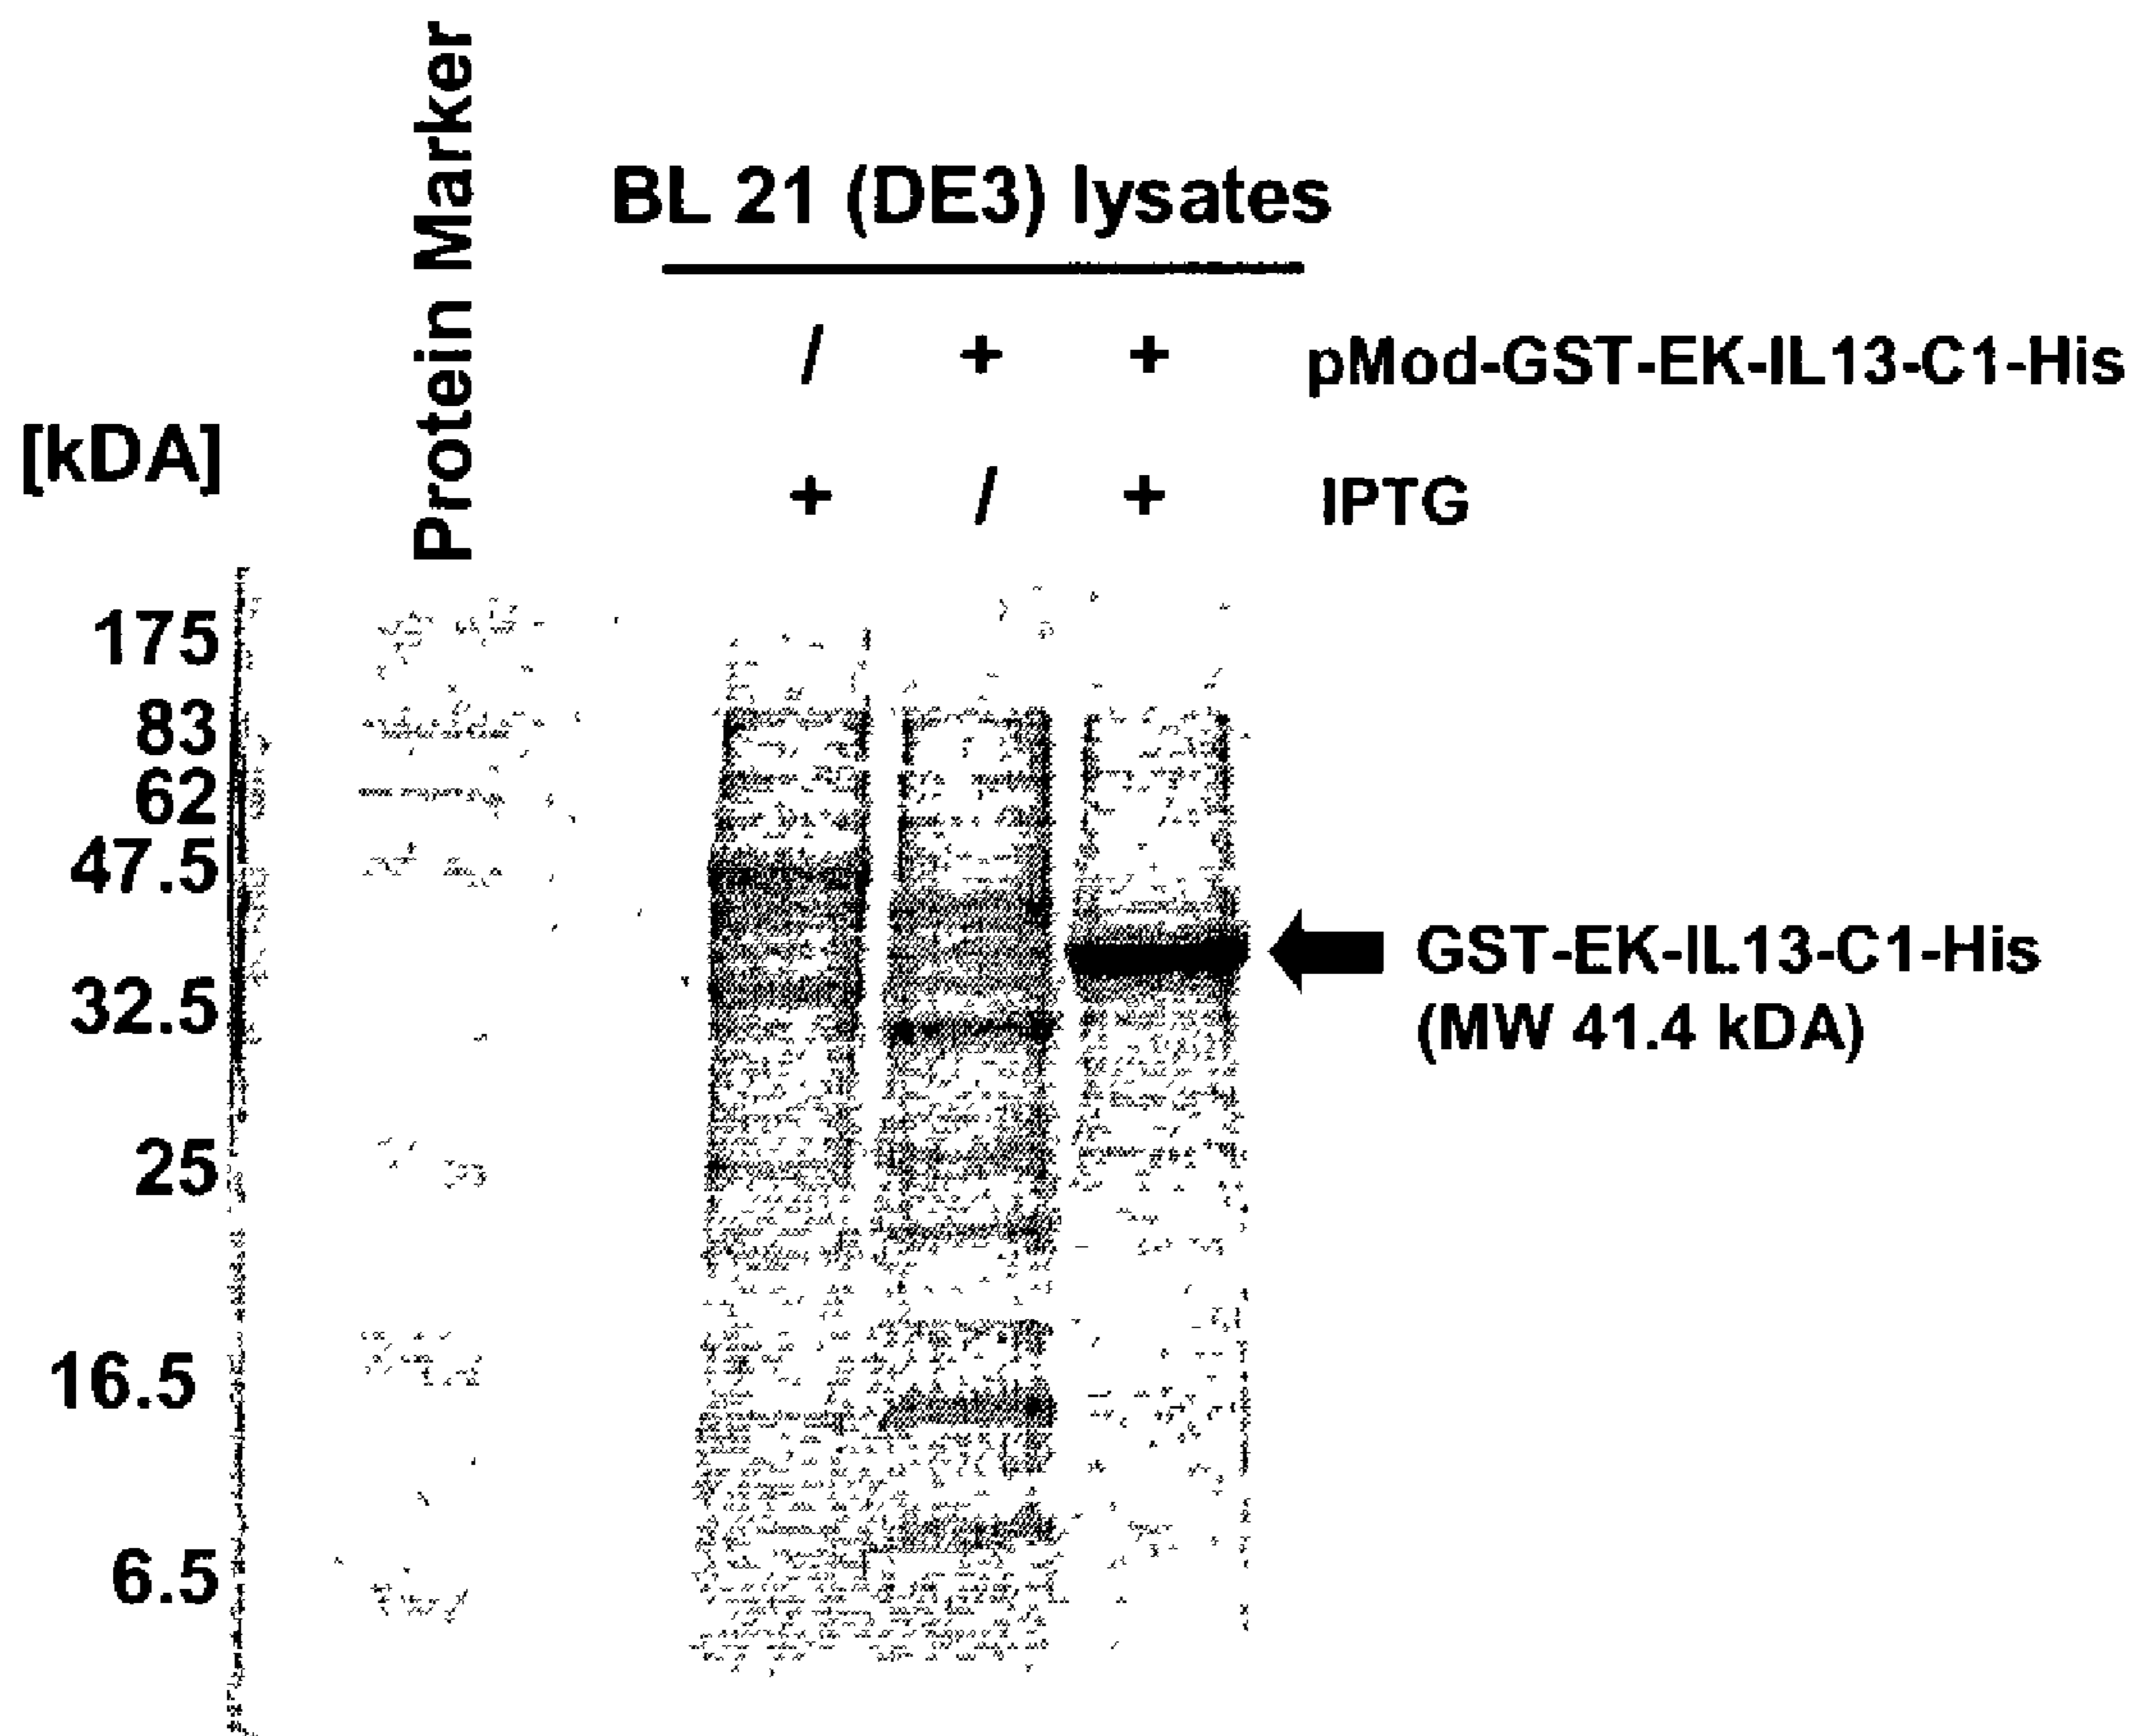 Protein Marker
BL 21 (DE3) lysates
/ + + pMod-GST-EK-IL13-C1-His
[kDA]
+ / + IPTG
175
83
62
47.5
32.5
25
16.5
6.5
GST-EK-IL13-C1-His
(MW 41.4 kDA)